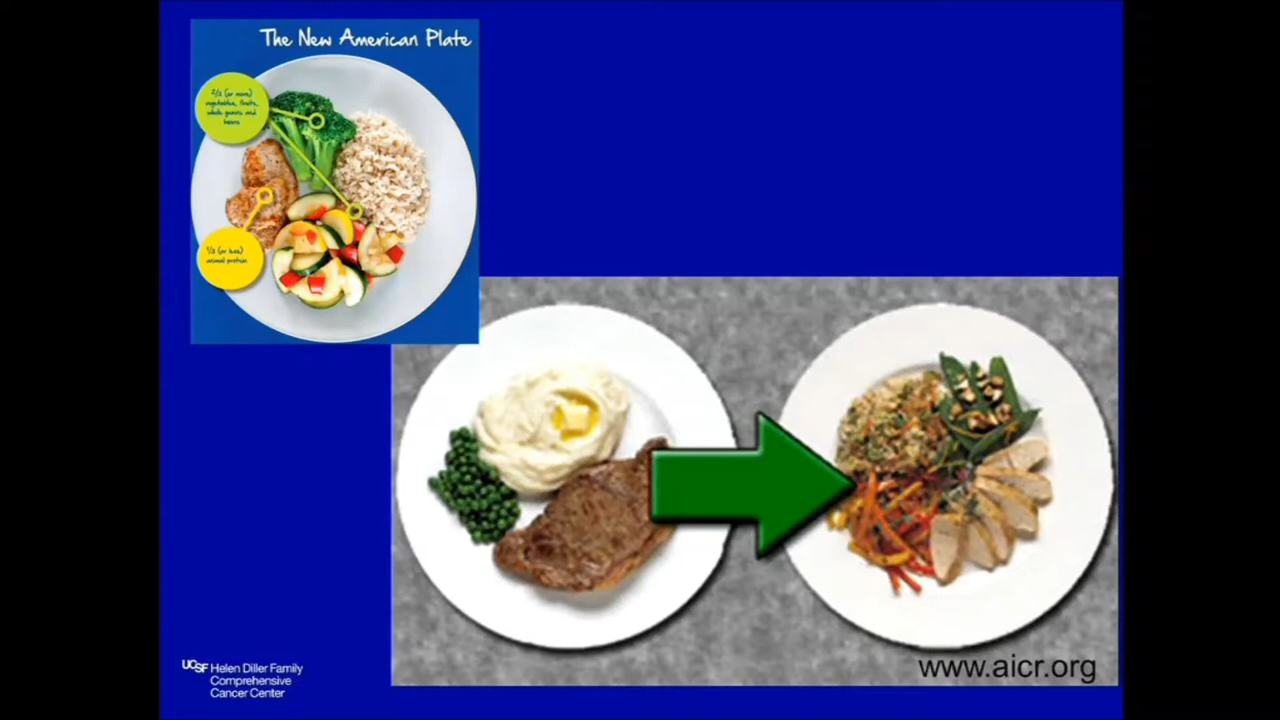 The New American Plate
2/3 (or more)
vegetables, fruits,
whole grains and
beans
1/3 (or less)
animal protein
www.aicr.org
UCSF Helen Diller Family
Comprehensive
Cancer Center